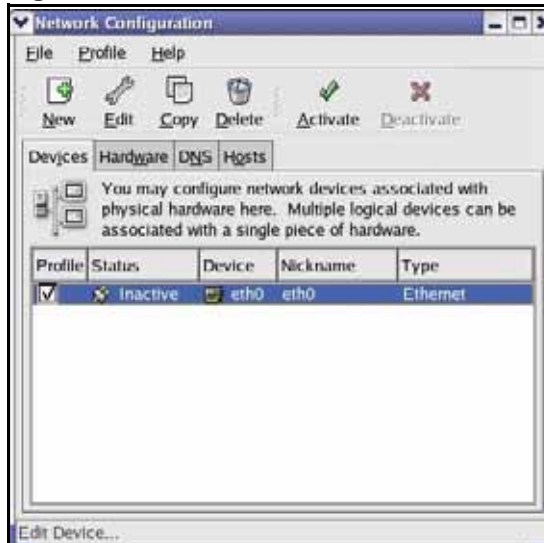 Network Configuration
File Profile Help
New Edit Copy Delete Activate Deactivate
Devices Hardware DNS Hosts
You may configure network devices associated with
physical hardware here. Multiple logical devices can be
associated with a single piece of hardware.
Profile Status Device Nickname Type
Inactive eth0 eth0 Ethernet
Edit Device...